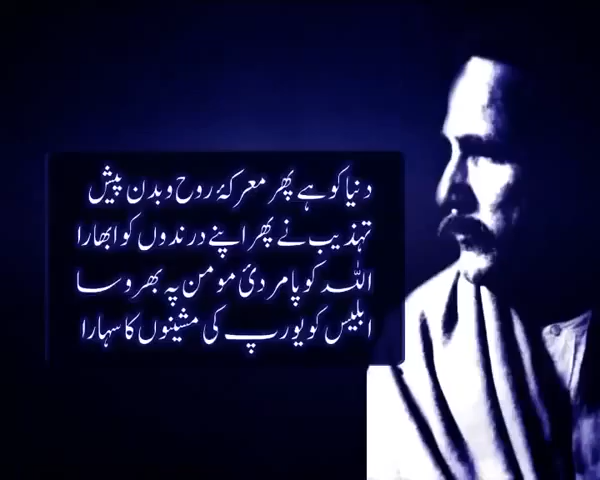 دنیا کو ہے پھر معرکۂ روح و بدن پیش
تہذیب نے پھر اپنے درندوں کو ابھارا
اللہ کو پامردئ مومن پہ بھروسا
ابلیس کو یورپ کی مشینوں کا سہارا